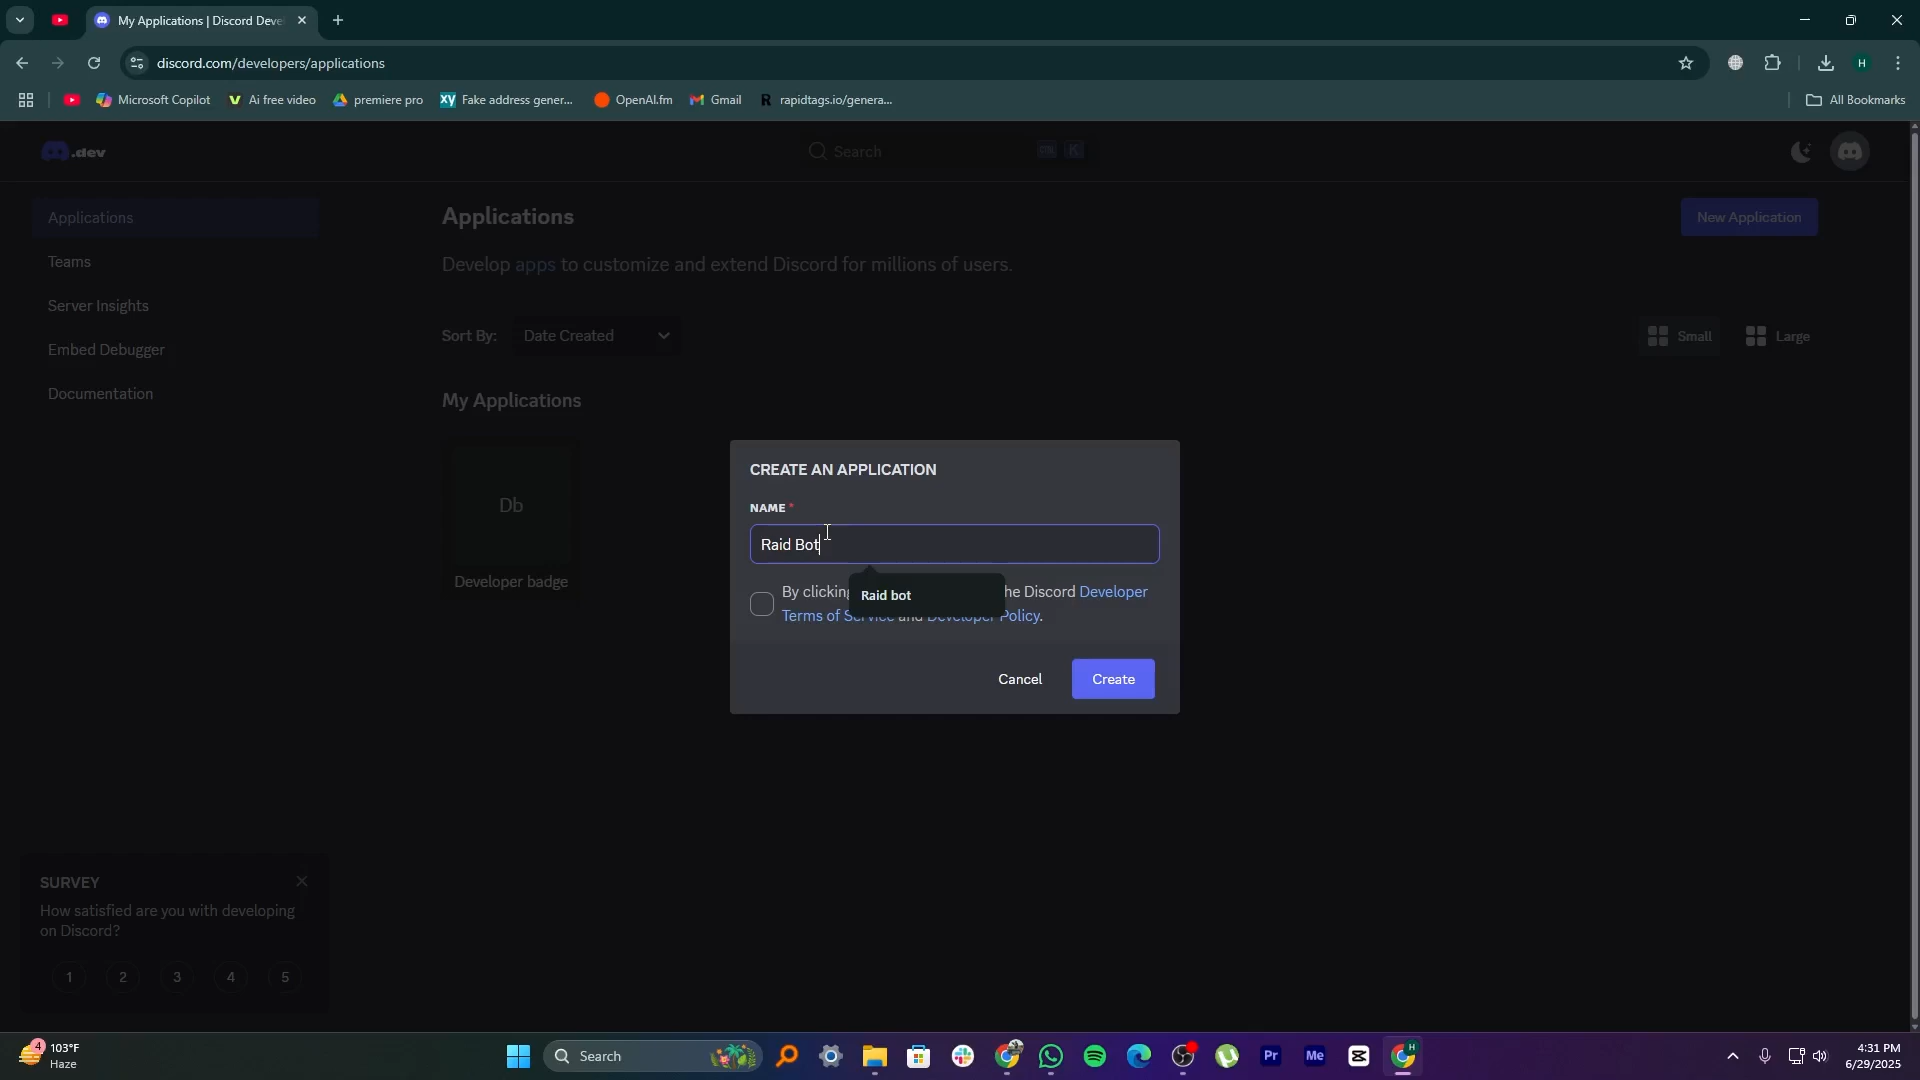 My Applications | Discord Deve
discord.com/developers/applications
H
Microsoft Copilot
Ai free video
premiere pro
XY Fake address gener...
OpenAI.fm
Gmail
R rapidtags.io/genera...
All Bookmarks
.dev
Search
K
Applications
Teams
Server Insights
Embed Debugger
Documentation
Applications
New Application
Develop apps to customize and extend Discord for millions of users.
Sort By: Date Created
Small
Large
My Applications
Db
Developer badge
CREATE AN APPLICATION
NAME *
Raid Bot
Raid bot
By clicking he Discord Developer
Terms of Service and Developer Policy.
Cancel
Create
SURVEY
How satisfied are you with developing
on Discord?
1 2 3 4 5
4
103°F
Haze
Search
Pr
Me
H
4:31 PM
6/29/2025